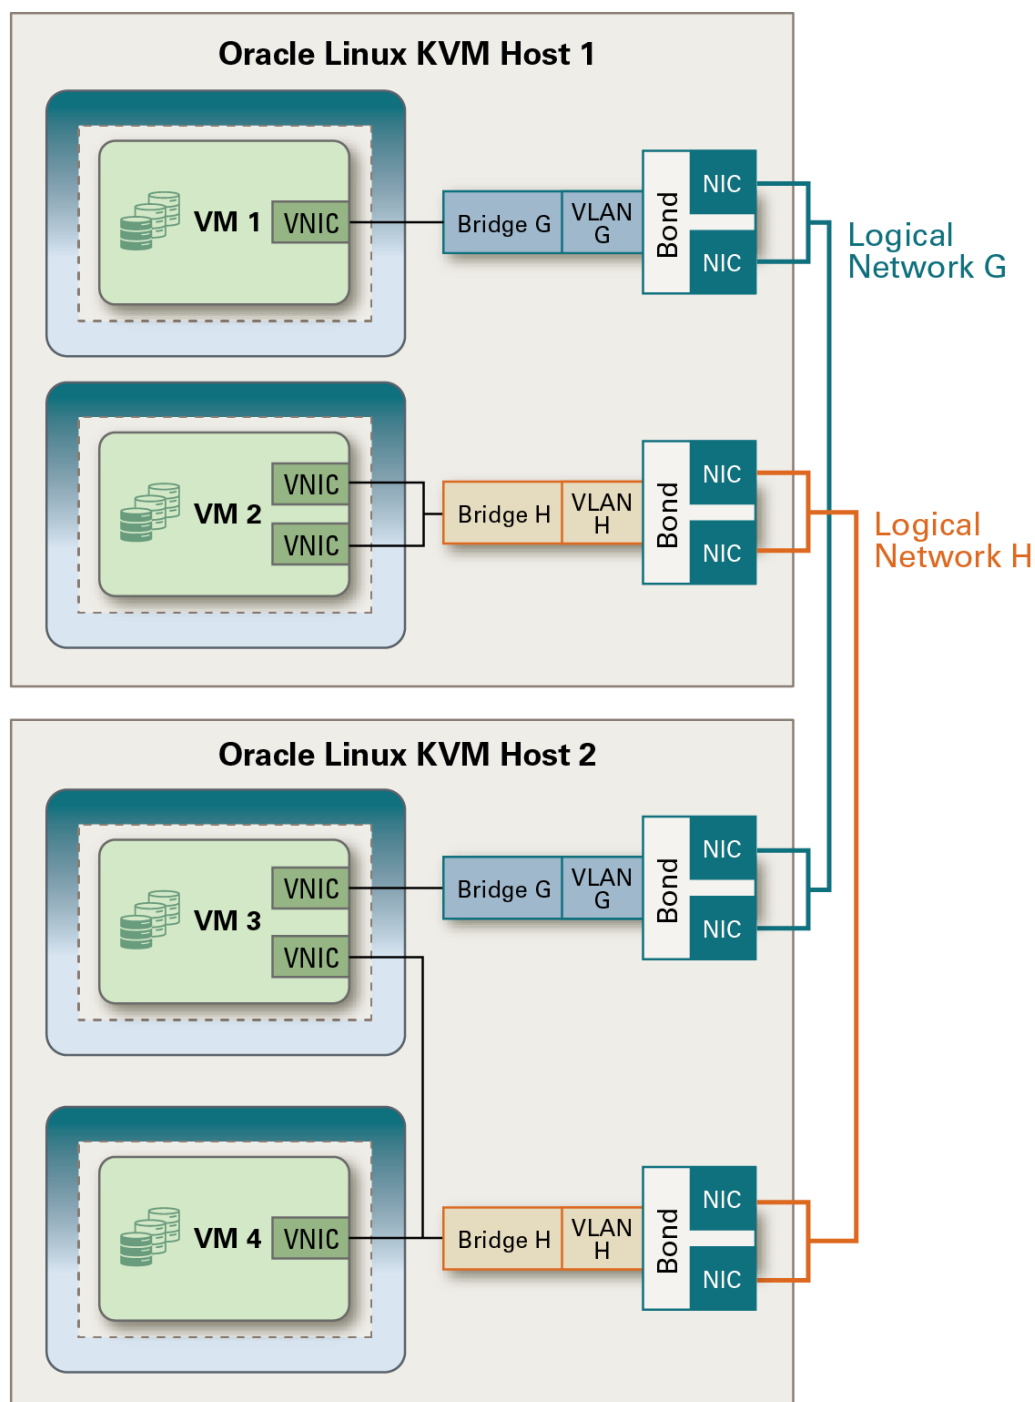 Oracle Linux KVM Host 1
VM 1
VNIC
Bridge G
VLAN
G
Bond
NIC
NIC
Logical
Network G
VM 2
VNIC
VNIC
Bridge H
VLAN
H
Bond
NIC
NIC
Logical
Network H
Oracle Linux KVM Host 2
VM 3
VNIC
VNIC
Bridge G
VLAN
G
Bond
NIC
NIC
VM 4
VNIC
Bridge H
VLAN
H
Bond
NIC
NIC